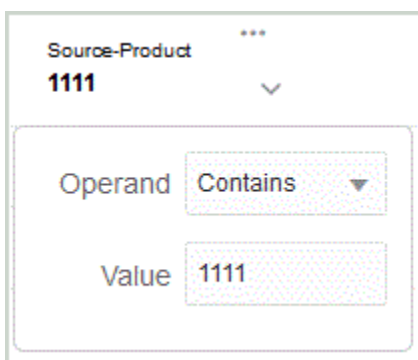 Source-Product
1111
Operand Contains
Value 1111